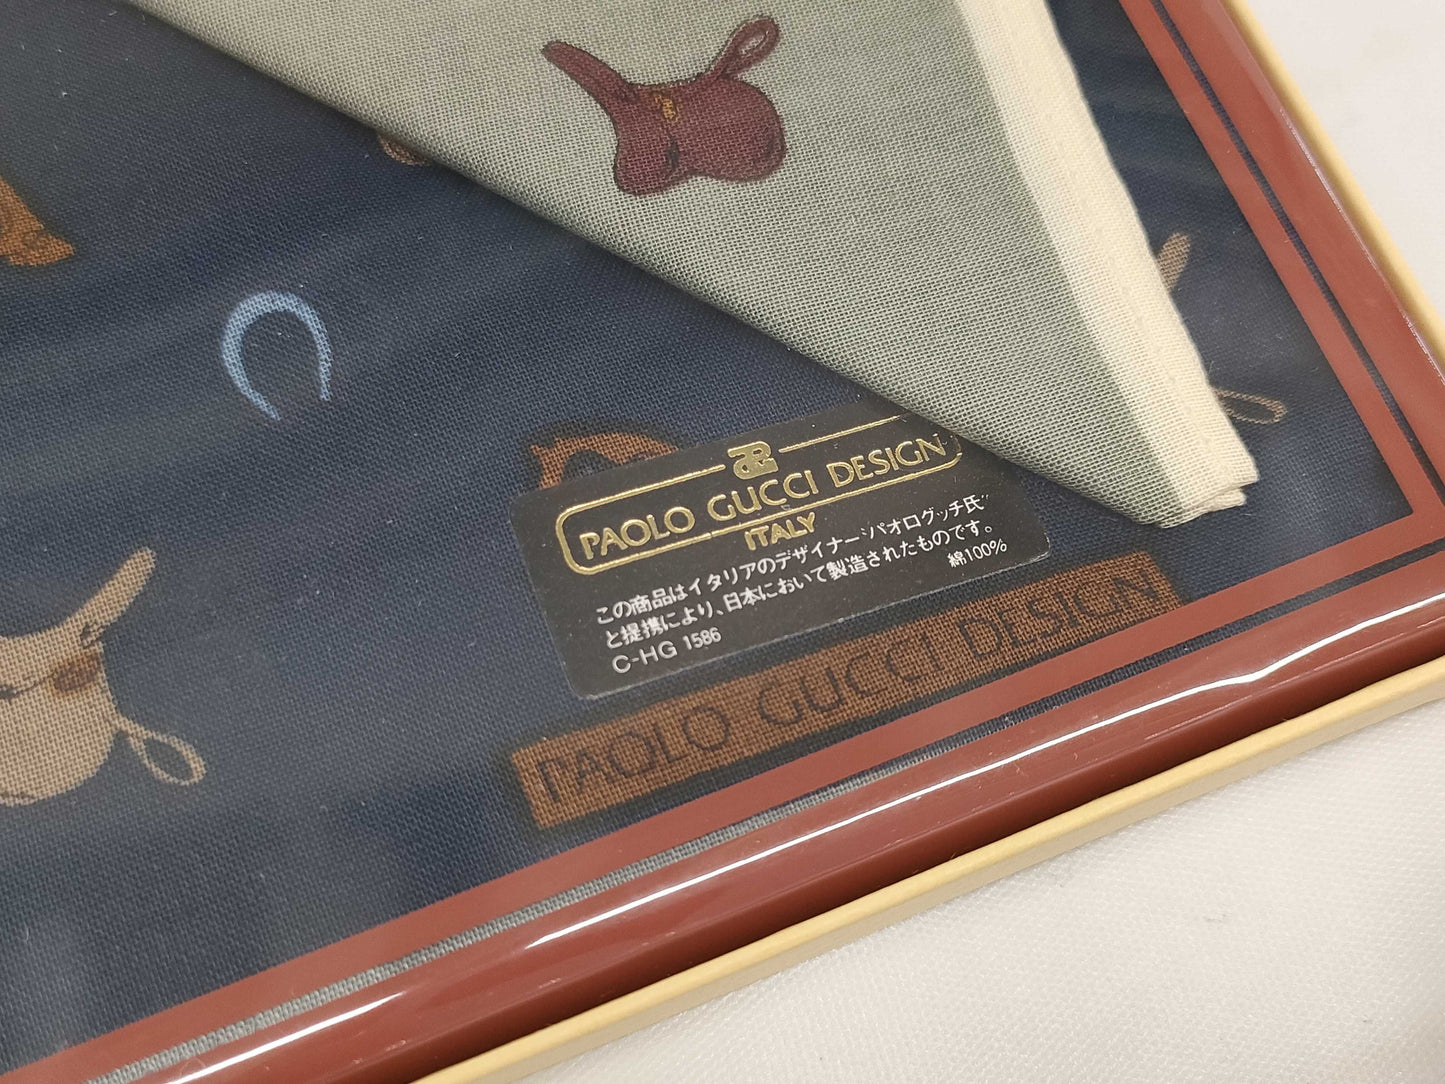 PAOLO GUCCI DESIGN
ITALY
この商品はイタリアのデザイナー"パオログッチ氏"
と提携により、日本において製造されたものです。
C-HG 1586
綿100%
PAOLO GUCCI DESIGN